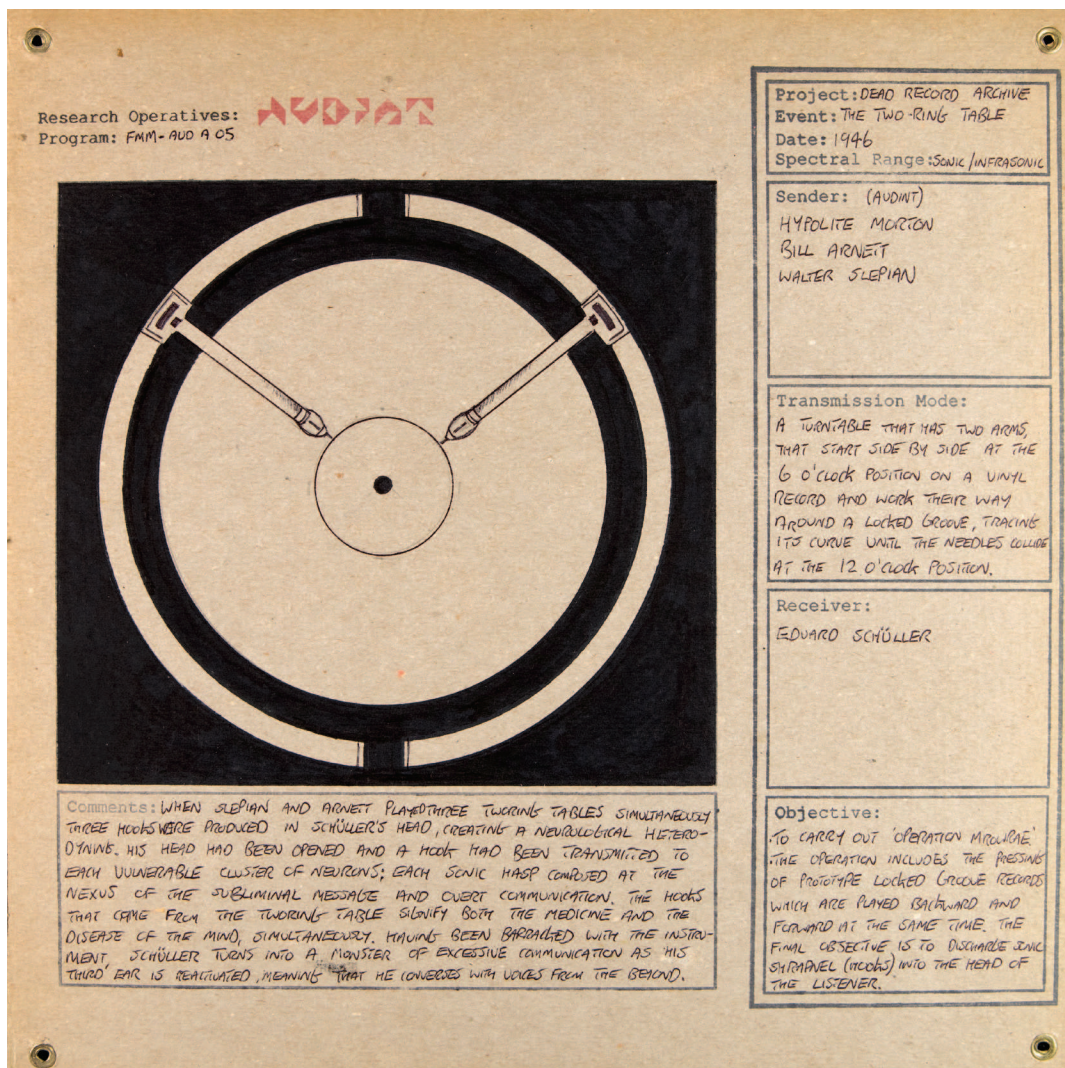 Research Operatives: AUDINT
Program: FMM-AUD A 05
Project: DEAD RECORD ARCHIVE
Event: THE TWO-RING TABLE
Date: 1946
Spectral Range: SONIC/INFRASONIC
Sender: (AUDINT)
HYPOLITE MORTON
BILL ARNETT
WALTER SLEPIAN
Transmission Mode:
A TURNTABLE THAT HAS TWO ARMS,
THAT START SIDE BY SIDE AT THE
6 O'CLOCK POSITION ON A VINYL
RECORD AND WORK THEIR WAY
AROUND A LOCKED GROOVE, TRACING
ITS CURVE UNTIL THE NEEDLES COLLIDE
AT THE 12 O'CLOCK POSITION.
Receiver:
EDUARD SCHÜLLER
Objective:
TO CARRY OUT 'OPERATION
THE OPERATION INCLUDES THE PRESSING
OF PROTOTYPE LOCKED GROOVE RECORDS
WHICH ARE PLAYED BACKWARD AND
FORWARD AT THE SAME TIME. THE
FINAL OBJECTIVE IS TO DISCHARGE SONIC
SHRAPNEL (HOOKS) INTO THE HEAD OF
THE LISTENER.
Comments: WHEN SLEPIAN AND ARNETT PLAYED THREE TWORING TABLES SIMULTANEOUSLY
THREE HOOKS WERE PRODUCED IN SCHÜLLER'S HEAD, CREATING A NEUROLOGICAL HETERO-
DYNING. HIS HEAD HAD BEEN OPENED AND A HOOK HAD BEEN TRANSMITTED TO
EACH VULNERABLE CLUSTER OF NEURONS; EACH SONIC HASP COMPOSED AT THE
NEXUS OF THE SUBLIMINAL MESSAGE AND OVERT COMMUNICATION. THE HOOKS
THAT CAME FROM THE TWORING TABLE SIGNIFY BOTH THE MEDICINE AND THE
DISEASE OF THE MIND, SIMULTANEOUSLY. HAVING BEEN BARRACKED WITH THE INSTRU-
MENT, SCHÜLLER TURNS INTO A MONSTER OF EXCESSIVE COMMUNICATION AS HIS
THIRD EAR IS REACTIVATED, MEANING THAT HE CONVERSES WITH VOICES FROM THE BEYOND.